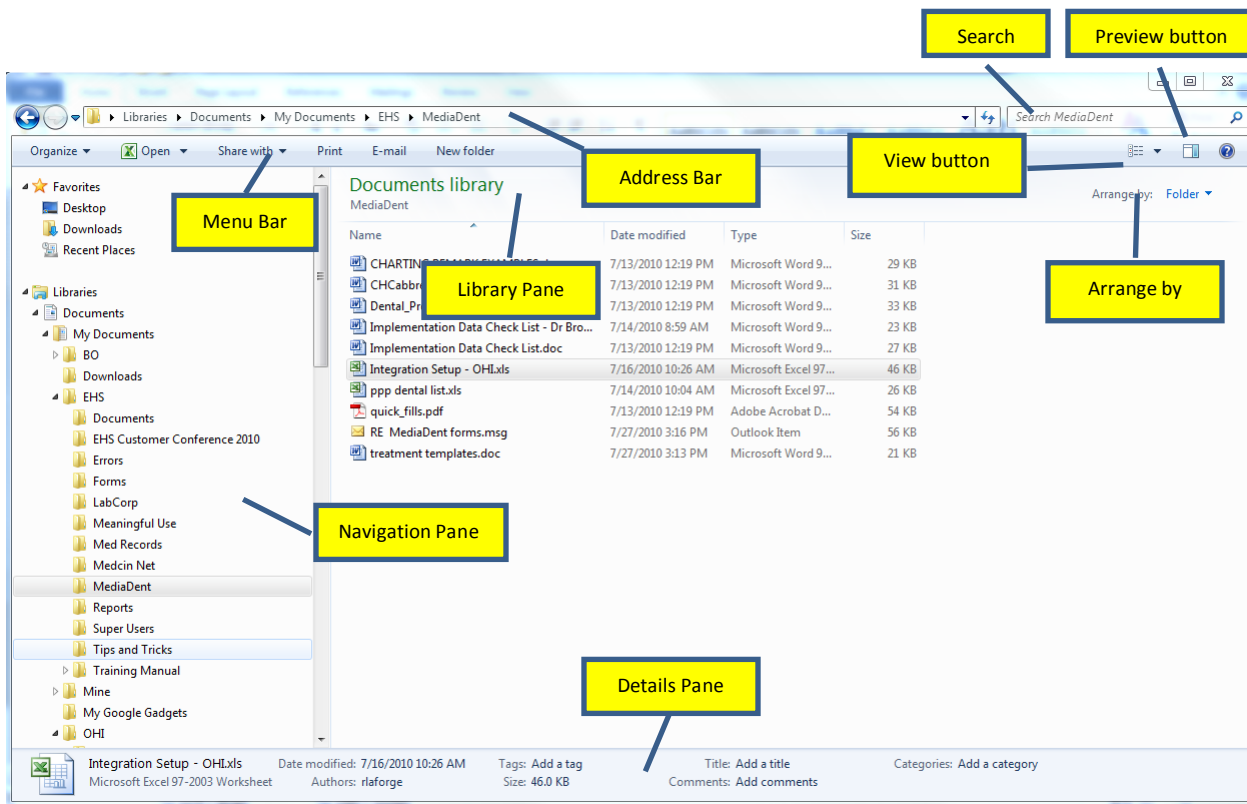 Search
Preview button
Libraries ▸ Documents ▸ My Documents ▸ EHS ▸ MediaDent
Search MediaDent
Organize
Open
Share with
Print
E-mail
New folder
View button
Address Bar
Menu Bar
Favorites
Desktop
Downloads
Recent Places
Libraries
Documents
My Documents
BO
Downloads
EHS
Documents
EHS Customer Conference 2010
Errors
Forms
LabCorp
Meaningful Use
Med Records
Medcin Net
MediaDent
Reports
Super Users
Tips and Tricks
Training Manual
Mine
My Google Gadgets
OHI
Navigation Pane
Documents library
MediaDent
Arrange by: Folder
Arrange by
Library Pane
Name Date modified Type Size
CHARTING 7/13/2010 12:19 PM Microsoft Word 9... 29 KB
CHCabbre 7/13/2010 12:19 PM Microsoft Word 9... 31 KB
Dental_Pr 7/13/2010 12:19 PM Microsoft Word 9... 33 KB
Implementation Data Check List - Dr Bro... 7/14/2010 8:59 AM Microsoft Word 9... 23 KB
Implementation Data Check List.doc 7/13/2010 12:19 PM Microsoft Word 9... 27 KB
Integration Setup - OHI.xls 7/16/2010 10:26 AM Microsoft Excel 97... 46 KB
ppp dental list.xls 7/14/2010 10:04 AM Microsoft Excel 97... 26 KB
quick_fills.pdf 7/13/2010 12:19 PM Adobe Acrobat D... 54 KB
RE MediaDent forms.msg 7/27/2010 3:16 PM Outlook Item 56 KB
treatment templates.doc 7/27/2010 3:13 PM Microsoft Word 9... 21 KB
Details Pane
Integration Setup - OHI.xls Date modified: 7/16/2010 10:26 AM Tags: Add a tag Title: Add a title Categories: Add a category
Microsoft Excel 97-2003 Worksheet Authors: rlaforge Size: 46.0 KB Comments: Add comments